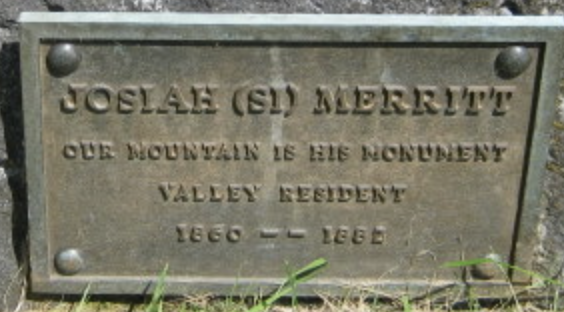 JOSIAH (SI) MERRITT
OUR MOUNTAIN IS HIS MONUMENT
VALLEY RESIDENT
1860 -- 1882